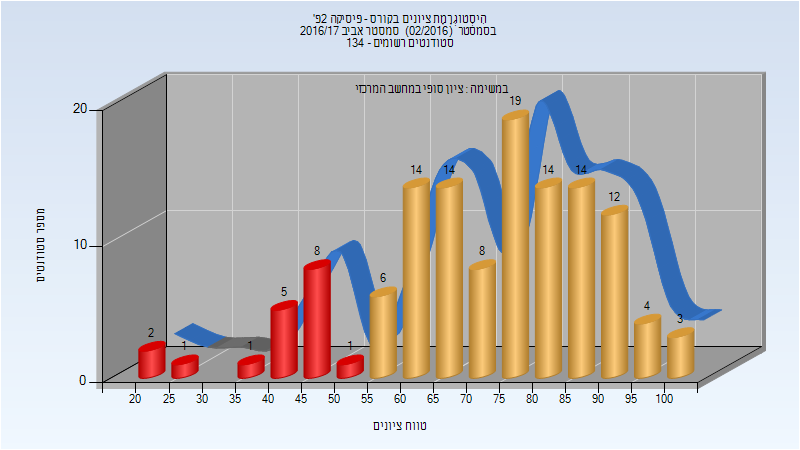 היסטוגרמת ציונים בקורס - פיסיקה 2פ'
בסמסטר (02/2016) סמסטר אביב 2016/17
סטודנטים רשומים - 134
במשימה : ציון סופי במחשב המרכזי
מספר סטודנטים
20
10
0
2
1
1
5
8
1
6
14
14
8
19
14
14
12
4
3
20 25 30 35 40 45 50 55 60 65 70 75 80 85 90 95 100
טווח ציונים